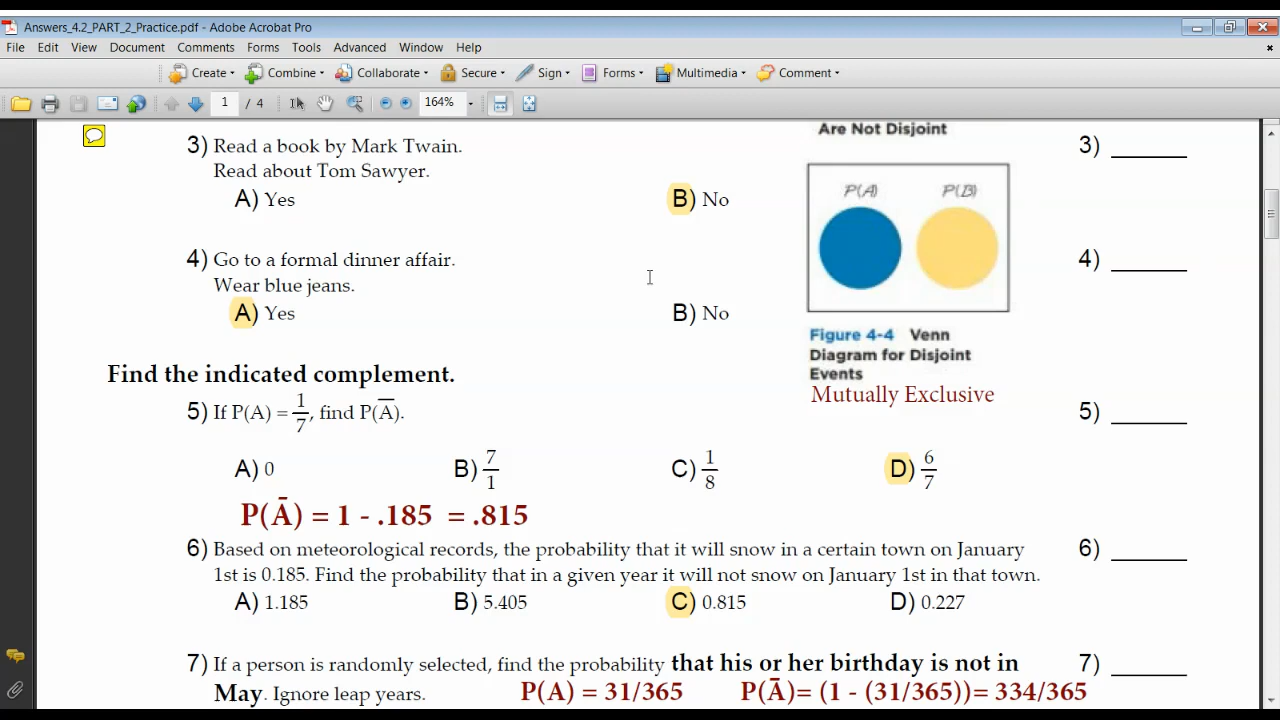 Answers_4.2_PART_2_Practice.pdf - Adobe Acrobat Pro
File Edit View Document Comments Forms Tools Advanced Window Help
Create Combine Collaborate Secure Sign Forms Multimedia Comment
1 / 4 164%
Are Not Disjoint
3) Read a book by Mark Twain. 3) ______
Read about Tom Sawyer.
A) Yes B) No
P(A) P(B)
4) Go to a formal dinner affair. 4) ______
Wear blue jeans.
A) Yes B) No
Figure 4-4 Venn
Diagram for Disjoint
Events
Mutually Exclusive
Find the indicated complement.
5) If P(A) = 1/7, find P(A̅). 5) ______
A) 0 B) 7/1 C) 1/8 D) 6/7
P(Ā) = 1 - .185 = .815
6) Based on meteorological records, the probability that it will snow in a certain town on January 6) ______
1st is 0.185. Find the probability that in a given year it will not snow on January 1st in that town.
A) 1.185 B) 5.405 C) 0.815 D) 0.227
7) If a person is randomly selected, find the probability that his or her birthday is not in 7) ______
May. Ignore leap years. P(A) = 31/365 P(Ā)= (1 - (31/365))= 334/365